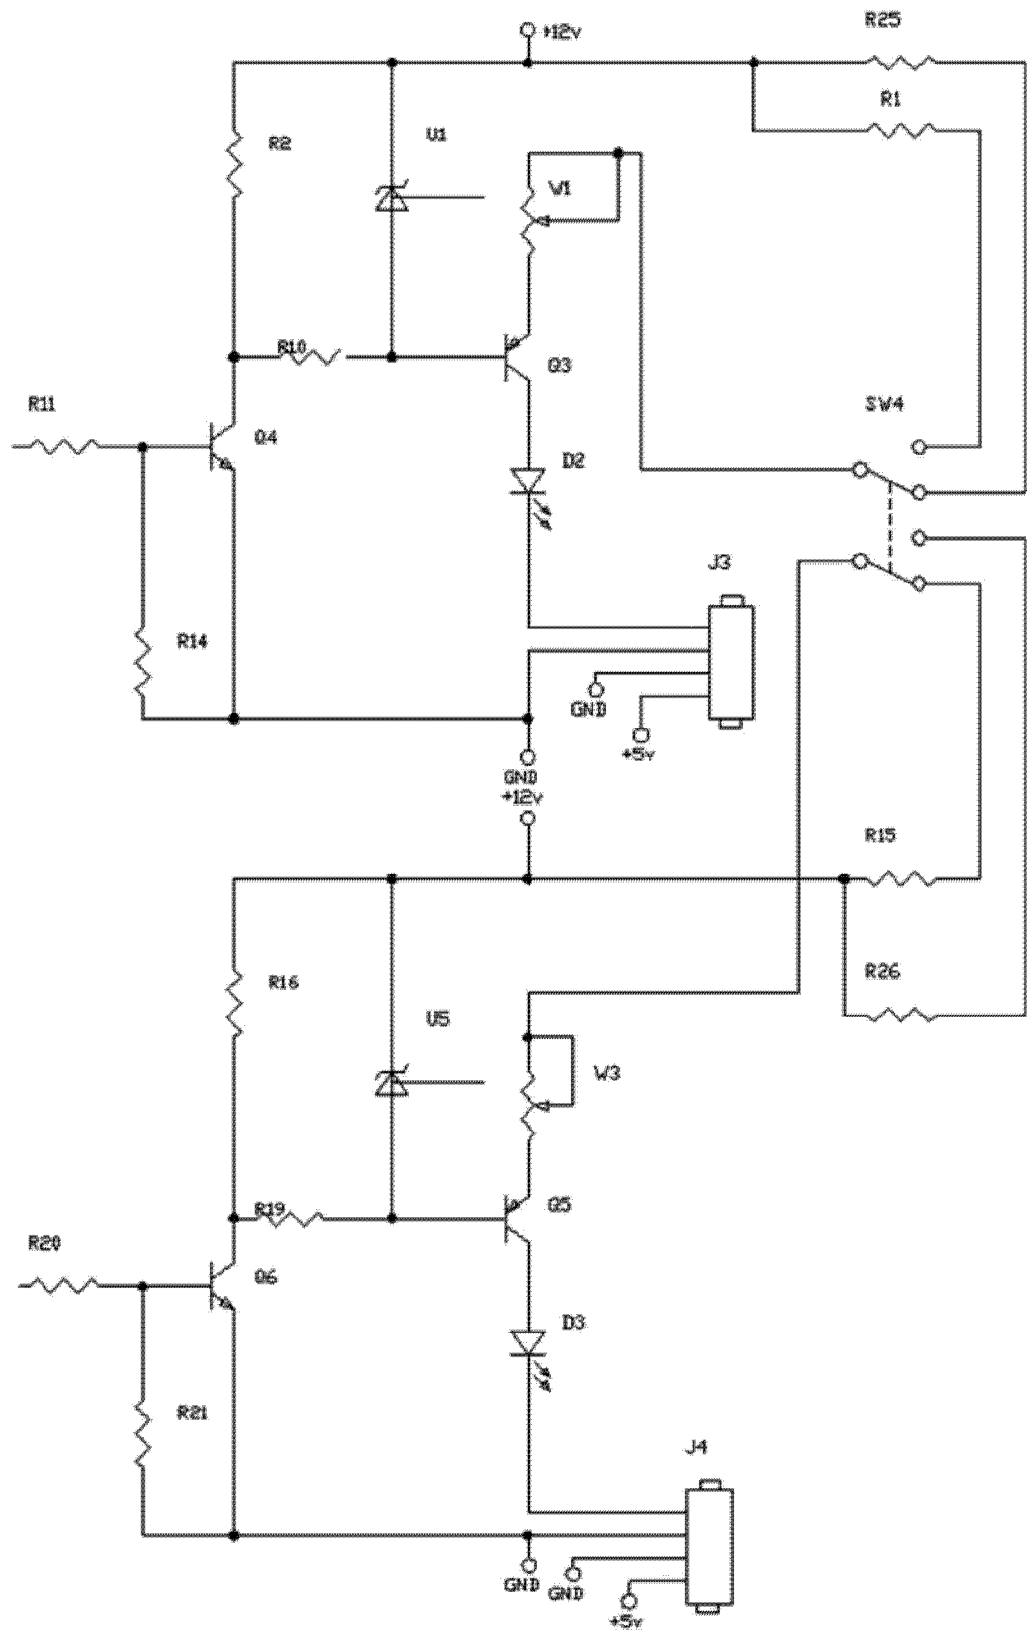 +12v
R25
R1
R2
U1
W1
R10
Q3
R11
Q4
SW4
D2
J3
R14
GND
+5v
GND
+12v
R15
R16
R26
U5
W3
R19
Q5
R20
Q6
D3
R21
J4
GND
GND
+5v